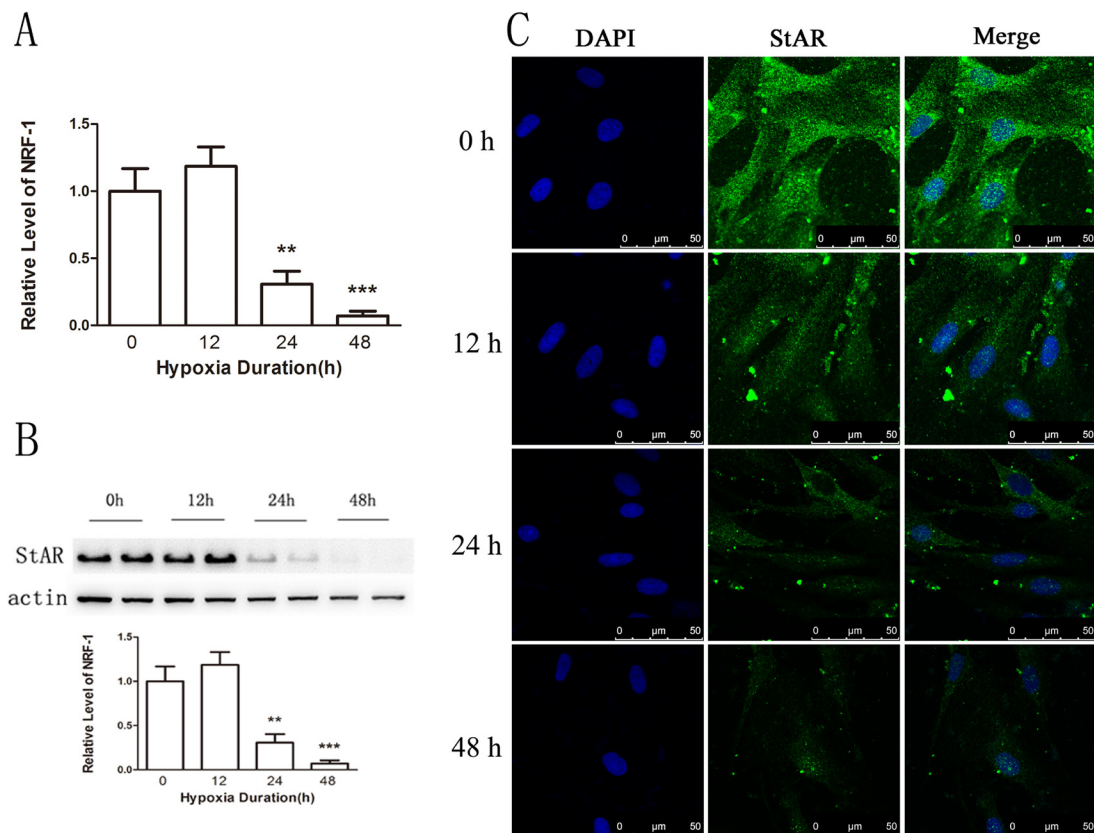 A
Relative Level of NRF-1
1.5
1.0
0.5
0.0
**
***
0 12 24 48
Hypoxia Duration(h)
B
0h 12h 24h 48h
StAR
actin
Relative Level of NRF-1
1.5
1.0
0.5
0.0
**
***
0 12 24 48
Hypoxia Duration(h)
C
DAPI StAR Merge
0 h
0 µm 50 0 µm 50 0 µm 50
12 h
0 µm 50 0 µm 50 0 µm 50
24 h
0 µm 50 0 µm 50 0 µm 50
48 h
0 µm 50 0 µm 50 0 µm 50